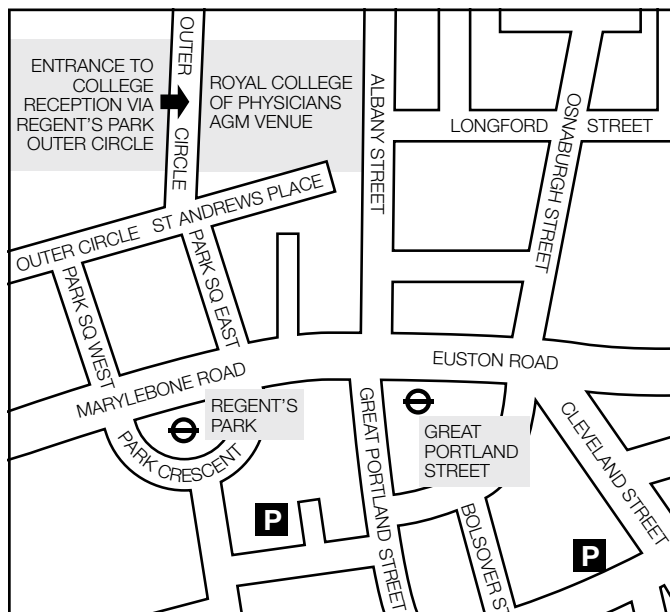 OUTER CIRCLE
ENTRANCE TO
COLLEGE
RECEPTION VIA
REGENT'S PARK
OUTER CIRCLE
ROYAL COLLEGE
OF PHYSICIANS
AGM VENUE
ALBANY STREET
LONGFORD STREET
OSNABURGH STREET
OUTER CIRCLE ST ANDREWS PLACE
PARK SQ WEST
PARK SQ EAST
MARYLEBONE ROAD
EUSTON ROAD
REGENT'S
PARK
PARK CRESCENT
GREAT PORTLAND STREET
GREAT
PORTLAND
STREET
CLEVELAND STREET
BOLSOVER ST
P
P